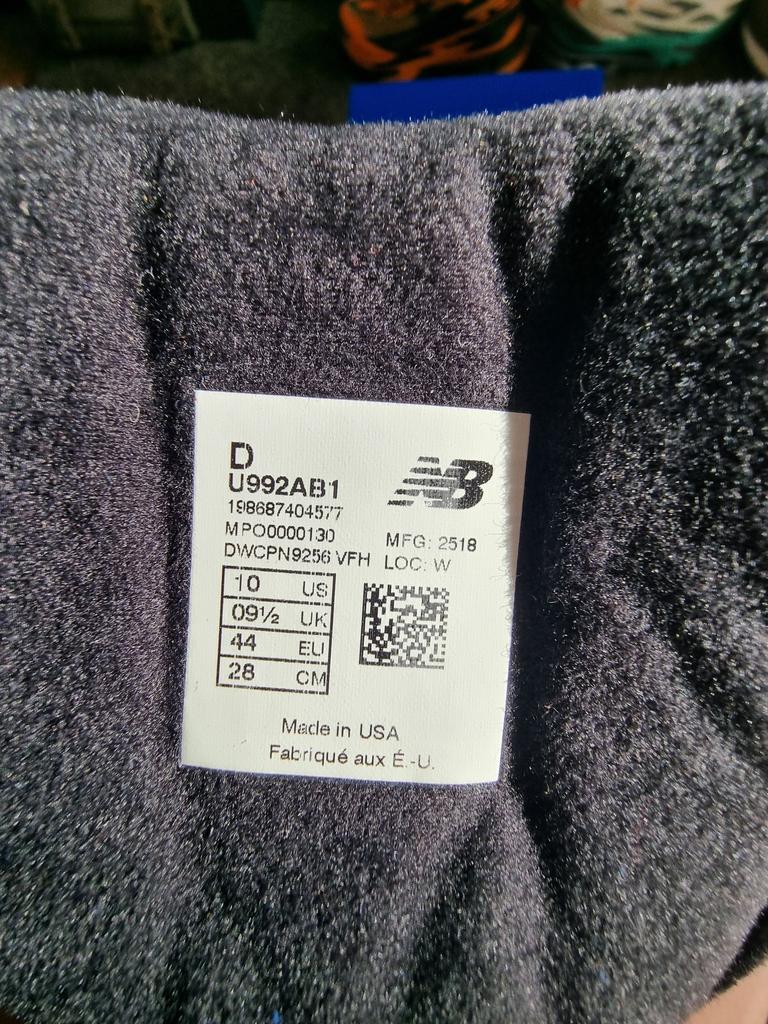 D
U992AB1
198687404577
MPO0000130
DWCPN9256 VFH
NB
MFG: 2518
LOC: W
10 US
09½ UK
44 EU
28 CM
Made in USA
Fabriqué aux É.-U.